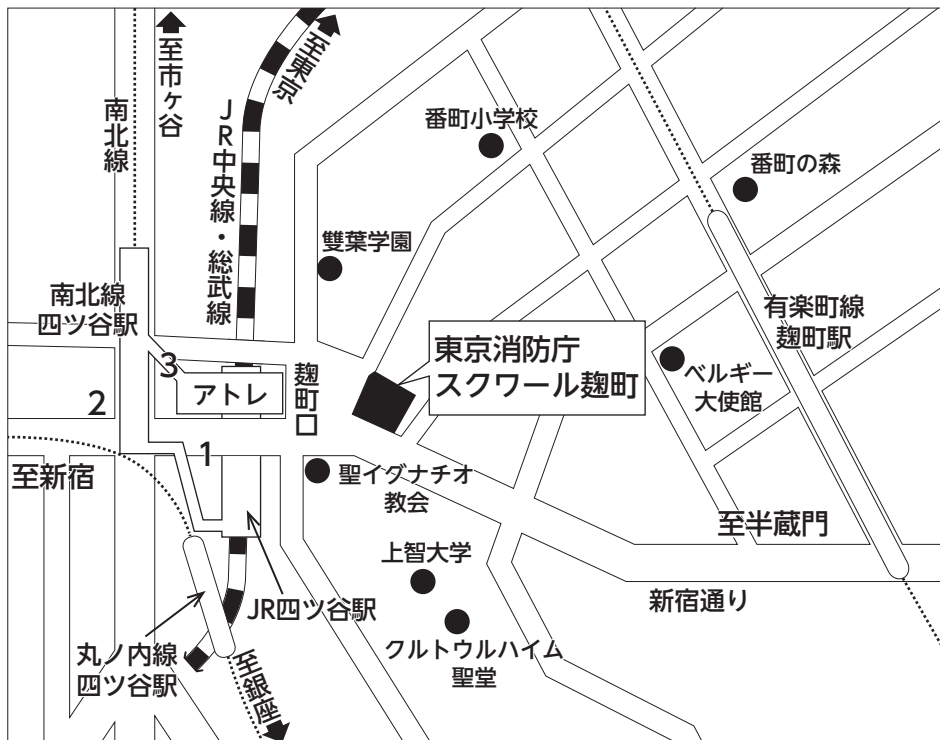 至市ヶ谷
至東京
南北線
JR中央線・総武線
番町小学校
番町の森
雙葉学園
南北線
四ツ谷駅
有楽町線
麹町駅
東京消防庁
スクワール麹町
3
アトレ
麹町口
ベルギー
大使館
2
1
至新宿
聖イグナチオ
教会
至半蔵門
上智大学
新宿通り
JR四ツ谷駅
クルトウルハイム
聖堂
丸ノ内線
四ツ谷駅
至銀座